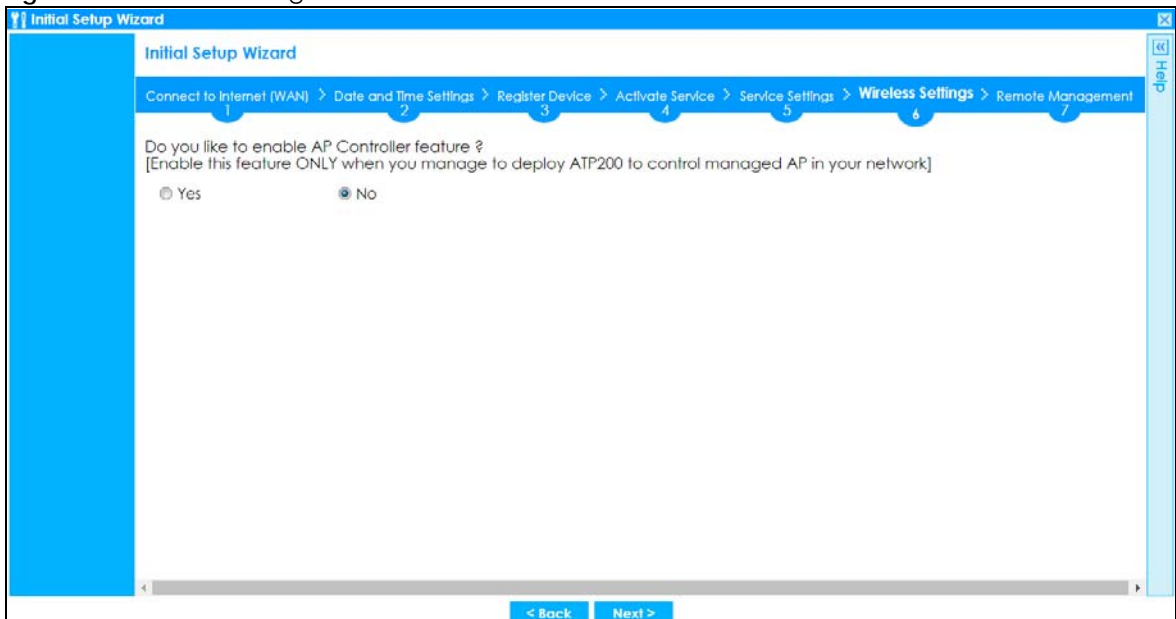 Initial Setup Wizard
Initial Setup Wizard
Help
Connect to Internet (WAN) > Date and Time Settings > Register Device > Activate Service > Service Settings > Wireless Settings > Remote Management
1 2 3 4 5 6 7
Do you like to enable AP Controller feature ?
[Enable this feature ONLY when you manage to deploy ATP200 to control managed AP in your network]
Yes No
< Back Next >